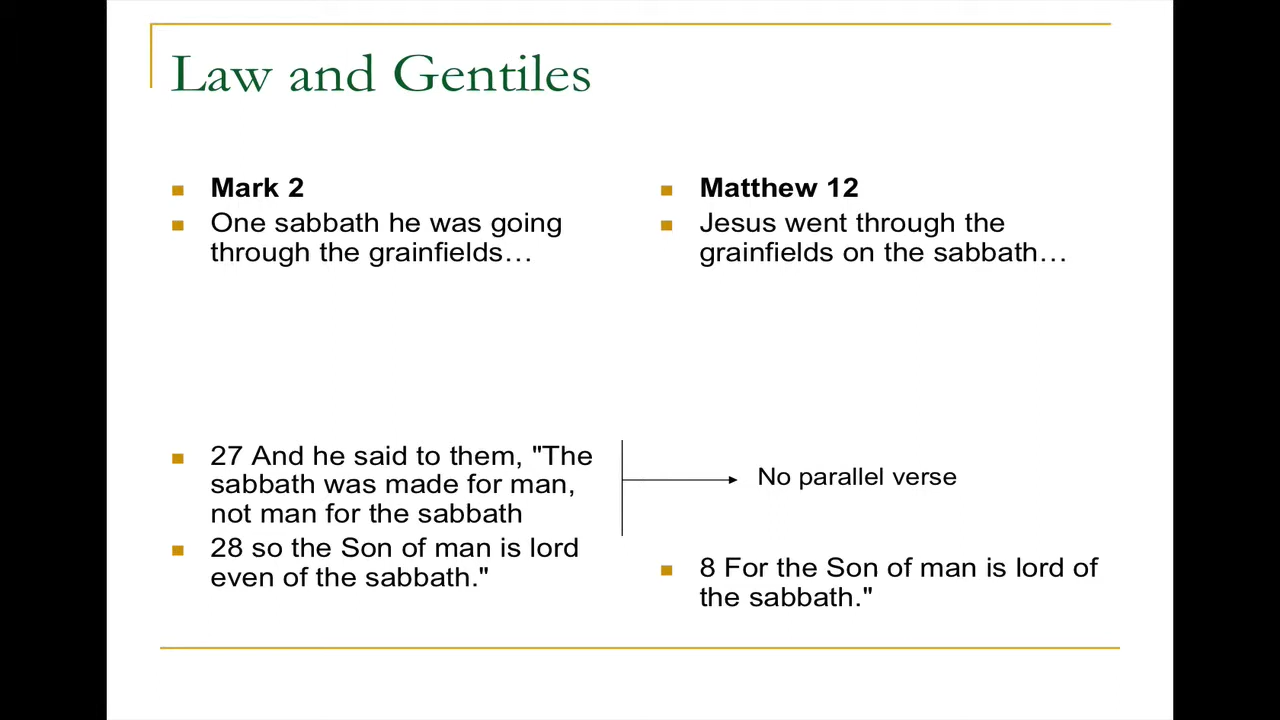 Law and Gentiles
Mark 2
One sabbath he was going
through the grainfields…
27 And he said to them, "The
sabbath was made for man,
not man for the sabbath
28 so the Son of man is lord
even of the sabbath."
Matthew 12
Jesus went through the
grainfields on the sabbath…
No parallel verse
8 For the Son of man is lord of
the sabbath."